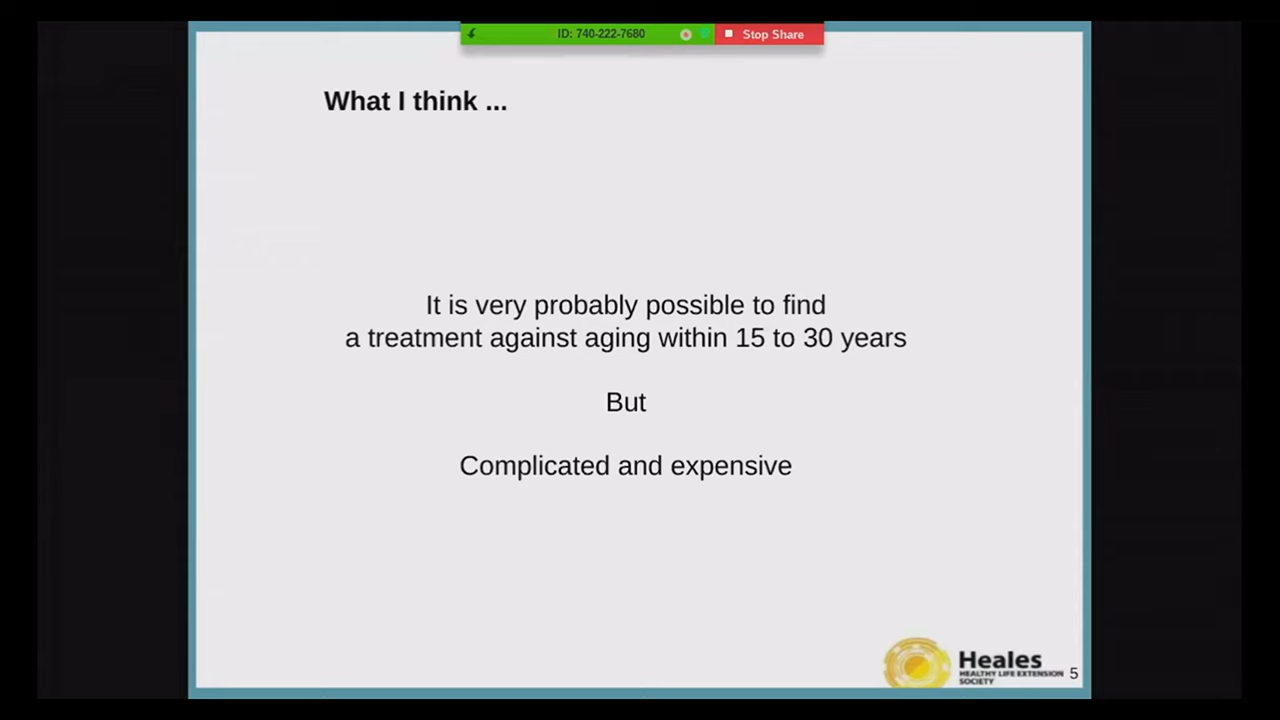 ID: 740-222-7680
Stop Share
What I think ...
It is very probably possible to find
a treatment against aging within 15 to 30 years
But
Complicated and expensive
Heales
HEALTHY LIFE EXTENSION
SOCIETY
5